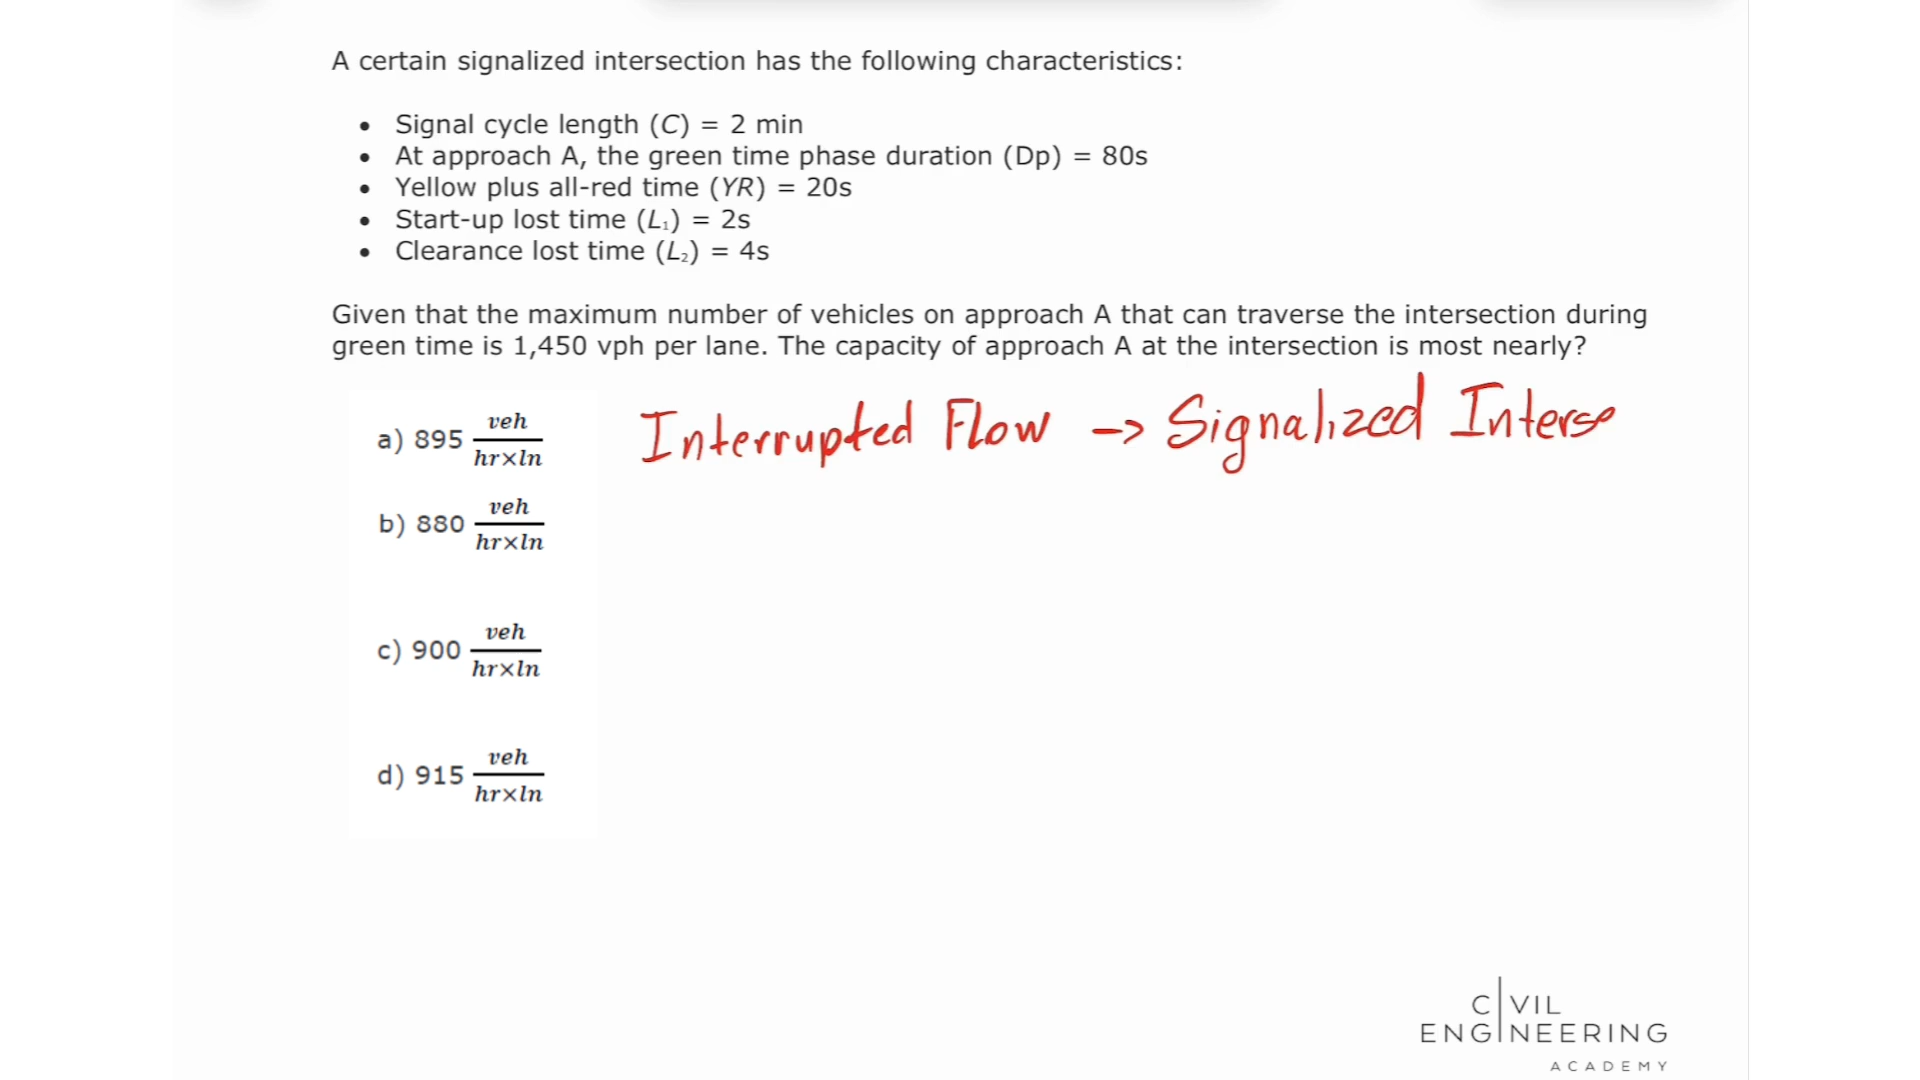 A certain signalized intersection has the following characteristics:
• Signal cycle length (C) = 2 min
• At approach A, the green time phase duration (Dp) = 80s
• Yellow plus all-red time (YR) = 20s
• Start-up lost time (L₁) = 2s
• Clearance lost time (L₂) = 4s
Given that the maximum number of vehicles on approach A that can traverse the intersection during
green time is 1,450 vph per lane. The capacity of approach A at the intersection is most nearly?
a) 895 veh/hr×ln
Interrupted Flow -> Signalized Interse
b) 880 veh/hr×ln
c) 900 veh/hr×ln
d) 915 veh/hr×ln
CIVIL
ENGINEERING
ACADEMY